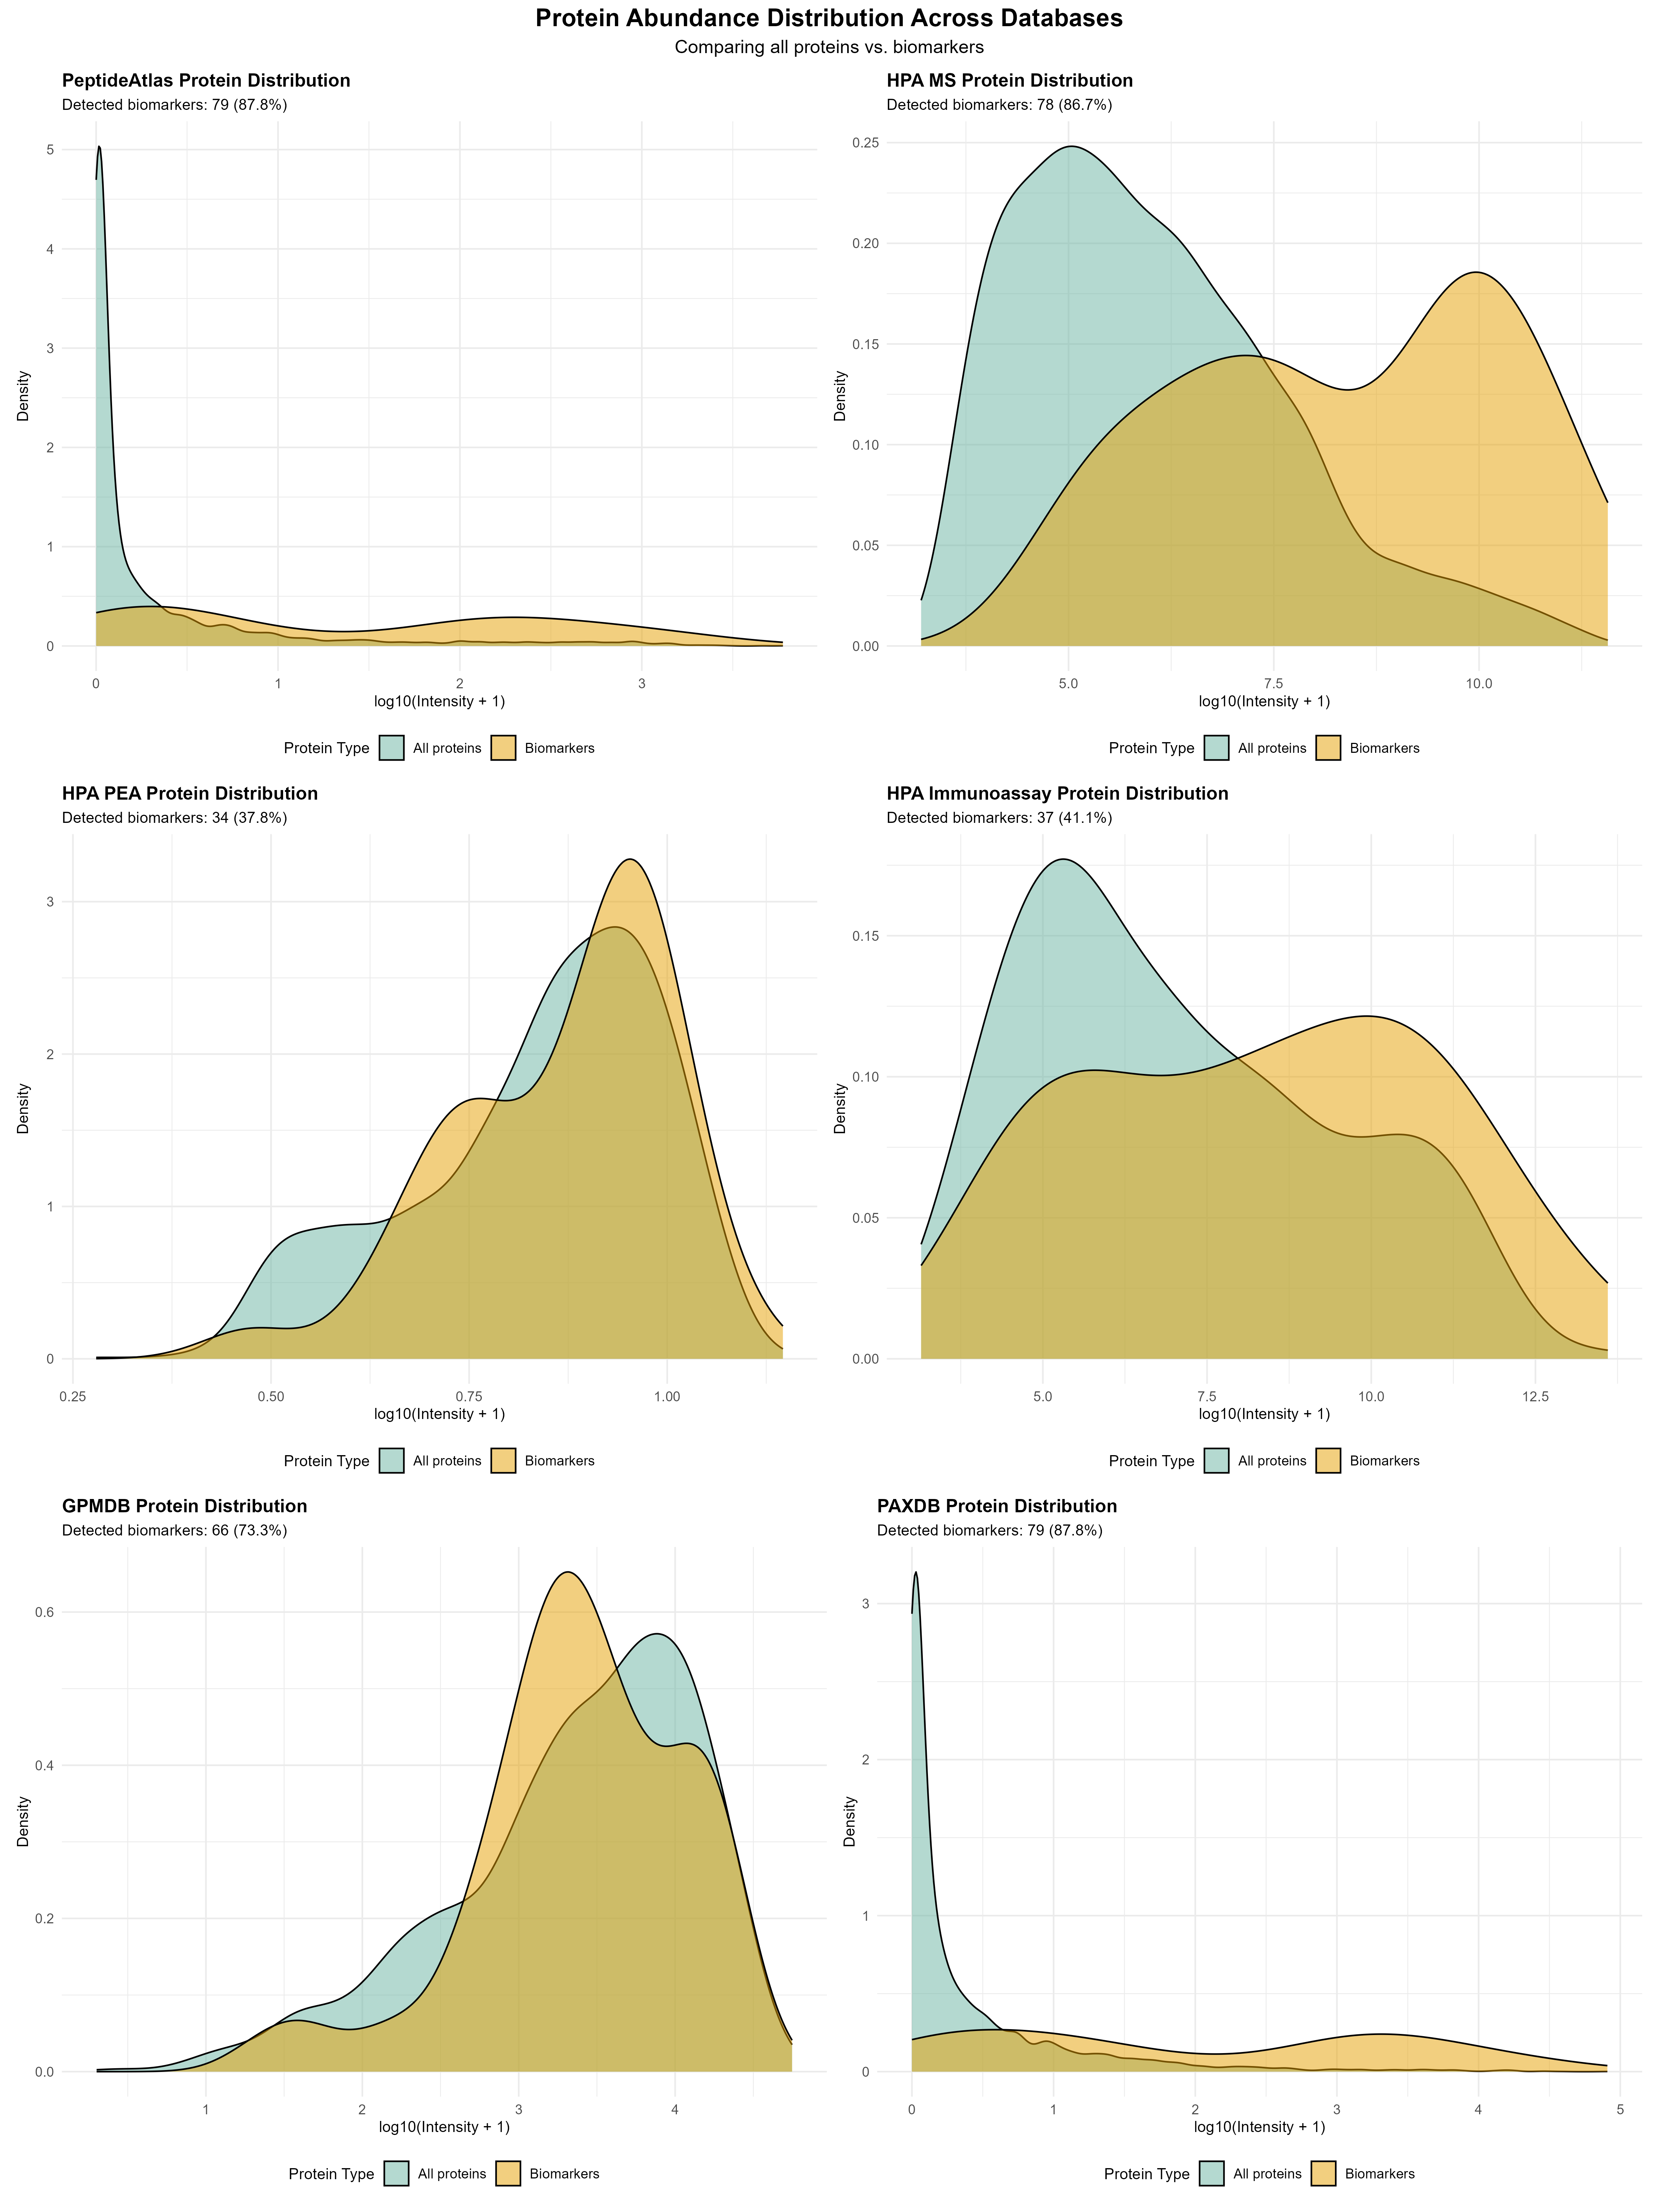 Protein Abundance Distribution Across Databases
Comparing all proteins vs. biomarkers
PeptideAtlas Protein Distribution
Detected biomarkers: 79 (87.8%)
Density
5
4
3
2
1
0
0 1 2 3
log10(Intensity + 1)
Protein Type All proteins Biomarkers
HPA MS Protein Distribution
Detected biomarkers: 78 (86.7%)
Density
0.25
0.20
0.15
0.10
0.05
0.00
5.0 7.5 10.0
log10(Intensity + 1)
Protein Type All proteins Biomarkers
HPA PEA Protein Distribution
Detected biomarkers: 34 (37.8%)
Density
3
2
1
0
0.25 0.50 0.75 1.00
log10(Intensity + 1)
Protein Type All proteins Biomarkers
HPA Immunoassay Protein Distribution
Detected biomarkers: 37 (41.1%)
Density
0.15
0.10
0.05
0.00
5.0 7.5 10.0 12.5
log10(Intensity + 1)
Protein Type All proteins Biomarkers
GPMDB Protein Distribution
Detected biomarkers: 66 (73.3%)
Density
0.6
0.4
0.2
0.0
1 2 3 4
log10(Intensity + 1)
Protein Type All proteins Biomarkers
PAXDB Protein Distribution
Detected biomarkers: 79 (87.8%)
Density
3
2
1
0
0 1 2 3 4 5
log10(Intensity + 1)
Protein Type All proteins Biomarkers